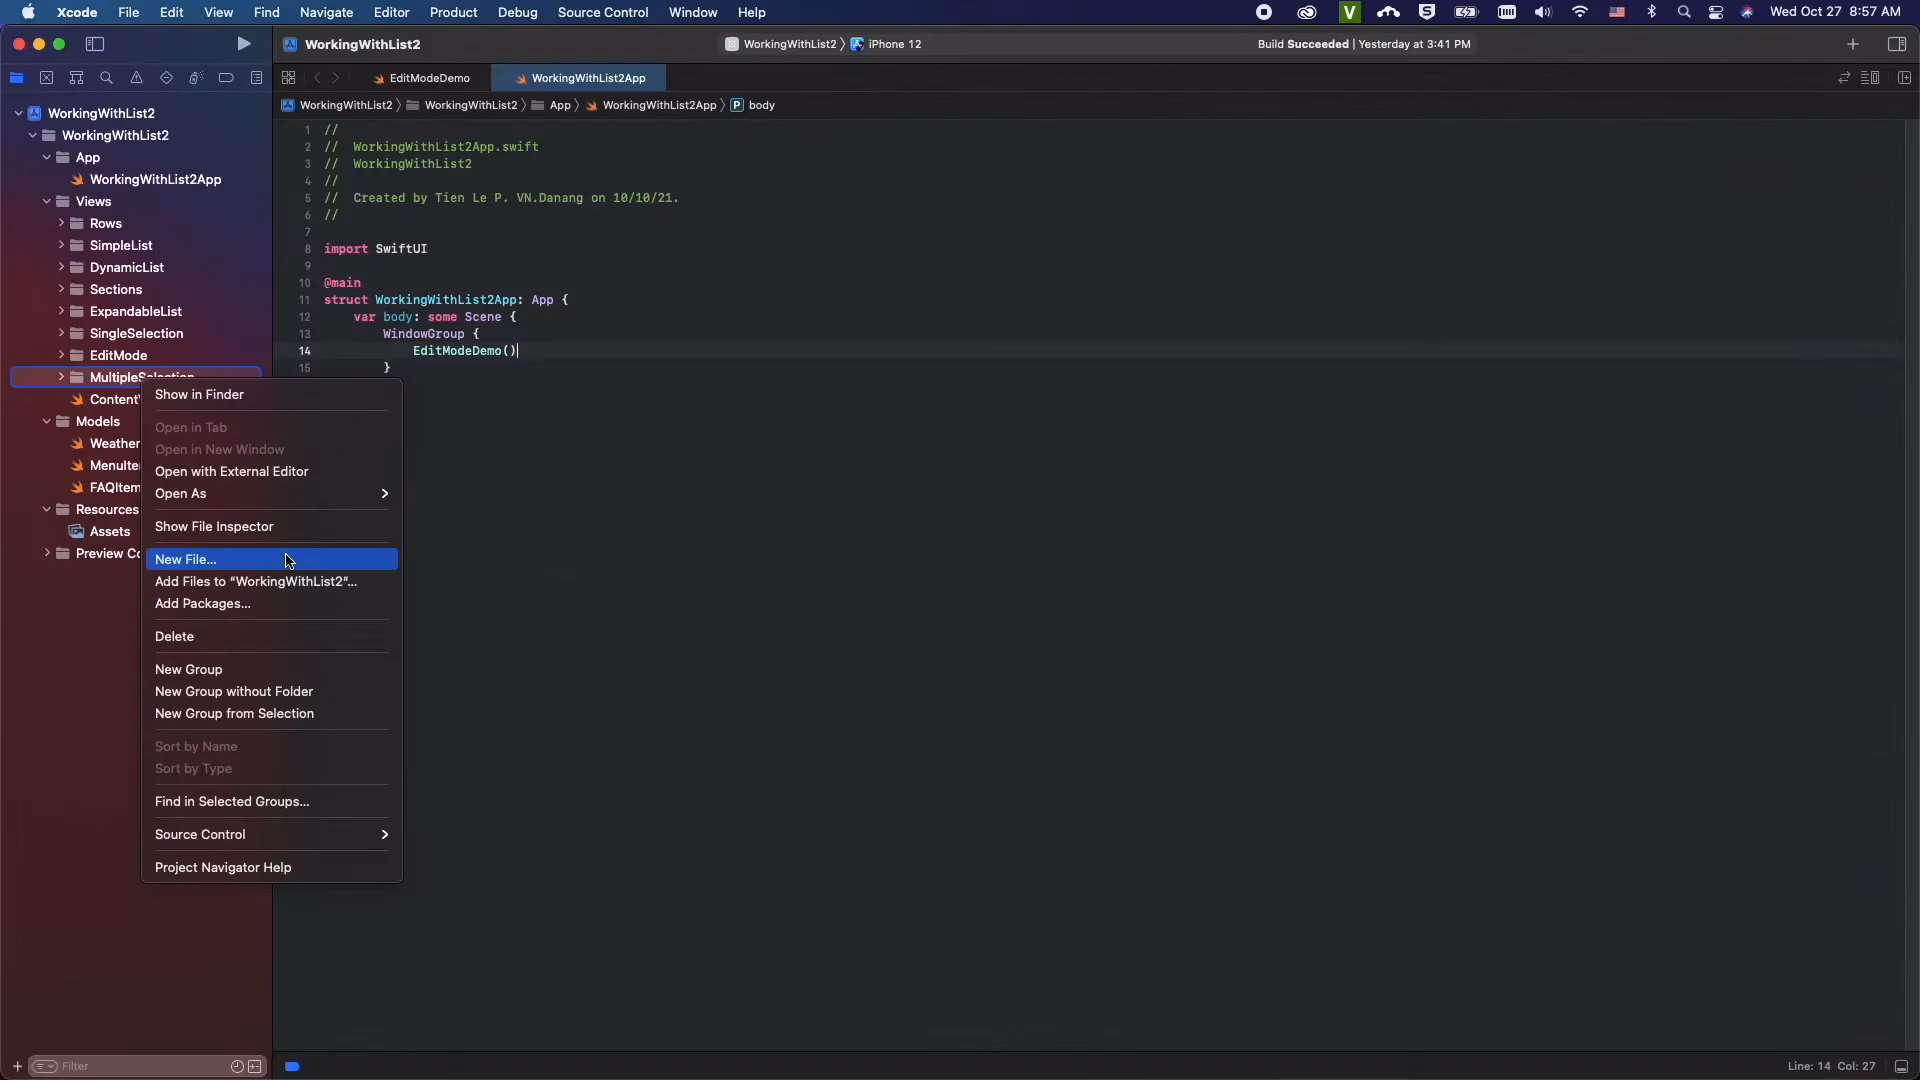 Xcode File Edit View Find Navigate Editor Product Debug Source Control Window Help
Wed Oct 27 8:57 AM
WorkingWithList2
WorkingWithList2 〉 iPhone 12
Build Succeeded | Yesterday at 3:41 PM
EditModeDemo
WorkingWithList2App
WorkingWithList2 〉 WorkingWithList2 〉 App 〉 WorkingWithList2App 〉 P body
WorkingWithList2
WorkingWithList2
App
WorkingWithList2App
Views
Rows
SimpleList
DynamicList
Sections
ExpandableList
SingleSelection
EditMode
MultipleSelection
Content
Models
Weather
MenuIte
FAQItem
Resources
Assets
Preview Co
1 //
2 // WorkingWithList2App.swift
3 // WorkingWithList2
4 //
5 // Created by Tien Le P. VN.Danang on 10/10/21.
6 //
7
8 import SwiftUI
9
10 @main
11 struct WorkingWithList2App: App {
12 var body: some Scene {
13 WindowGroup {
14 EditModeDemo()
15 }
Show in Finder
Open in Tab
Open in New Window
Open with External Editor
Open As
Show File Inspector
New File...
Add Files to “WorkingWithList2”...
Add Packages...
Delete
New Group
New Group without Folder
New Group from Selection
Sort by Name
Sort by Type
Find in Selected Groups...
Source Control
Project Navigator Help
Filter
Line: 14 Col: 27